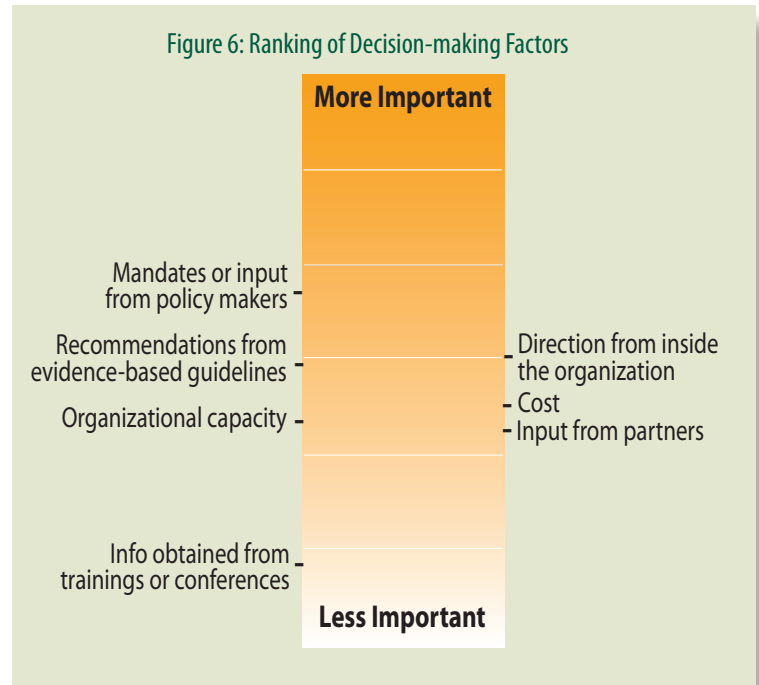 Figure 6: Ranking of Decision-making Factors
More Important
Mandates or input
from policy makers
Recommendations from
evidence-based guidelines
Direction from inside
the organization
Cost
Organizational capacity
Input from partners
Info obtained from
trainings or conferences
Less Important